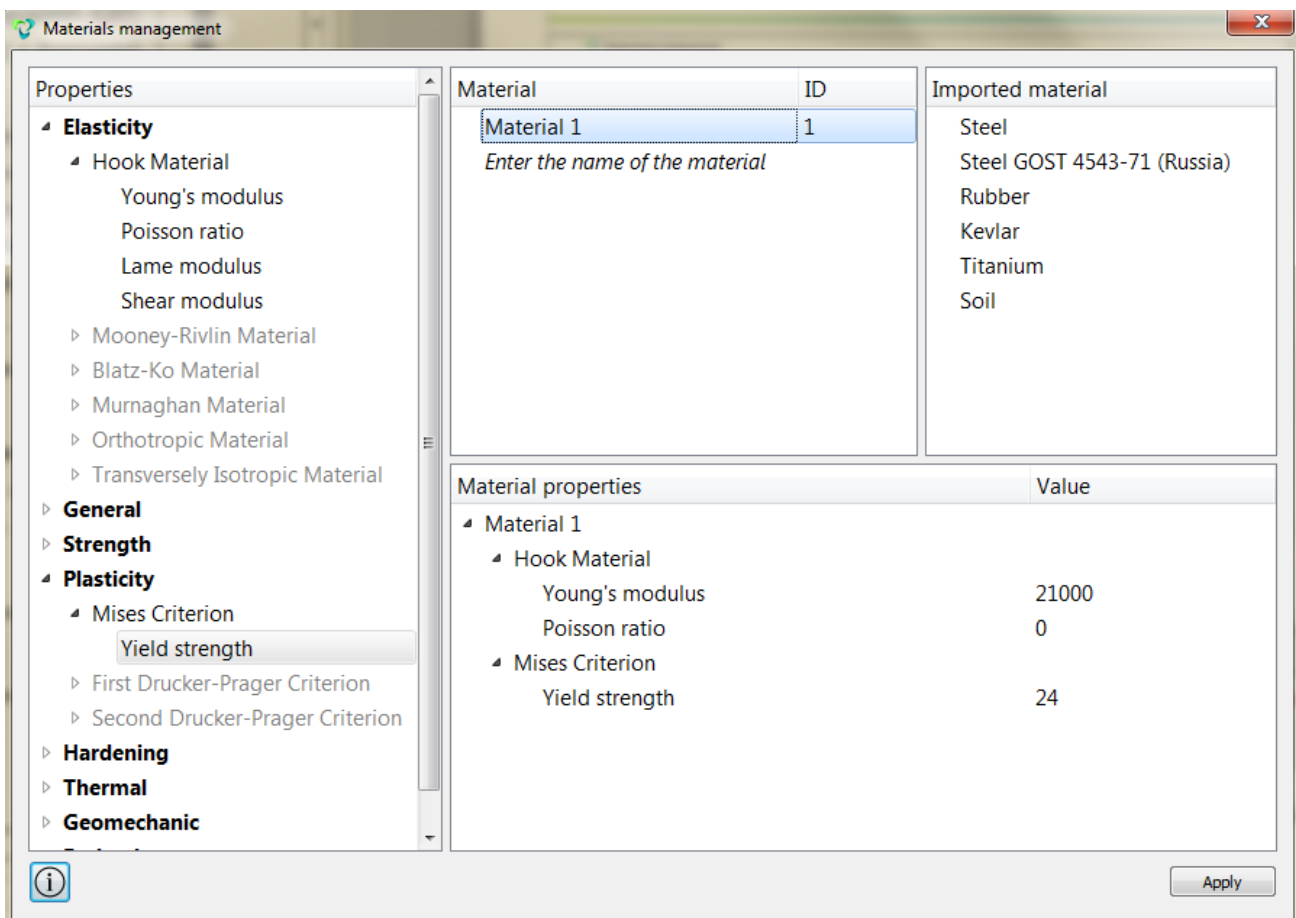 Materials management
Properties
Elasticity
Hook Material
Young's modulus
Poisson ratio
Lame modulus
Shear modulus
Mooney-Rivlin Material
Blatz-Ko Material
Murnaghan Material
Orthotropic Material
Transversely Isotropic Material
General
Strength
Plasticity
Mises Criterion
Yield strength
First Drucker-Prager Criterion
Second Drucker-Prager Criterion
Hardening
Thermal
Geomechanic
Material ID
Material 1 1
Enter the name of the material
Imported material
Steel
Steel GOST 4543-71 (Russia)
Rubber
Kevlar
Titanium
Soil
Material properties Value
Material 1
Hook Material
Young's modulus 21000
Poisson ratio 0
Mises Criterion
Yield strength 24
Apply